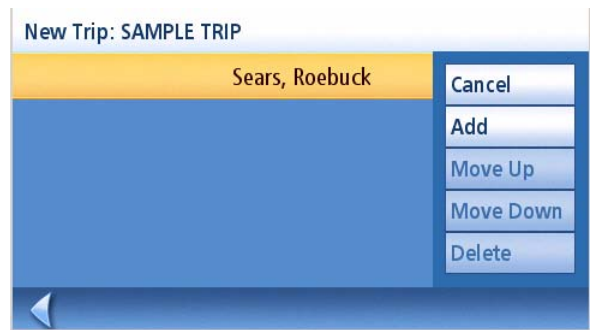 New Trip: SAMPLE TRIP
Sears, Roebuck
Cancel
Add
Move Up
Move Down
Delete